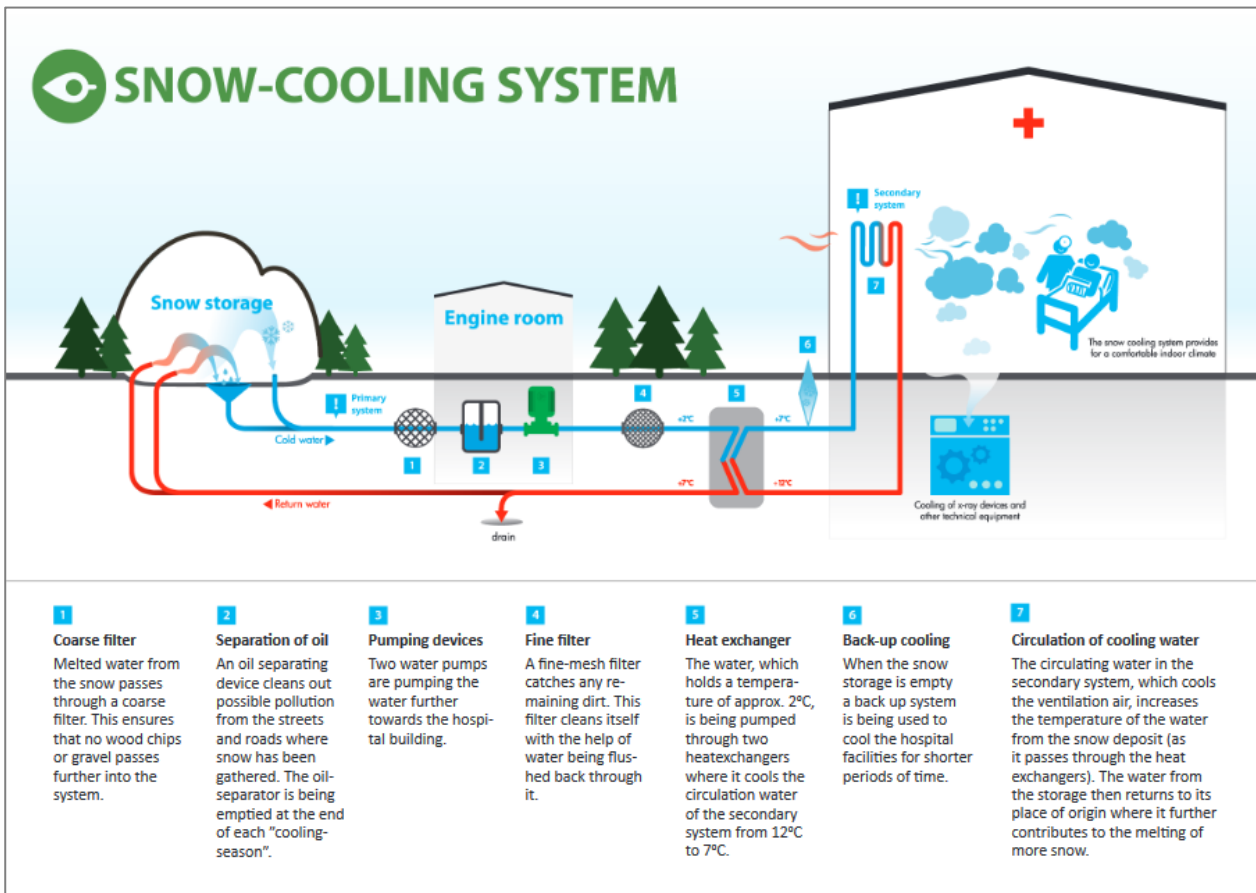 SNOW-COOLING SYSTEM
!
Secondary
system
Snow storage
Engine room
7
The snow cooling system provides
for a comfortable indoor climate
6
!
Primary
system
4
5
+2°C
+7°C
Cold water
1
2
3
+7°C
+12°C
Return water
drain
Cooling of x-ray devices and
other technical equipment
1
Coarse filter
Melted water from
the snow passes
through a coarse
filter. This ensures
that no wood chips
or gravel passes
further into the
system.
2
Separation of oil
An oil separating
device cleans out
possible pollution
from the streets
and roads where
snow has been
gathered. The oil-
separator is being
emptied at the end
of each "cooling-
season".
3
Pumping devices
Two water pumps
are pumping the
water further
towards the hospi-
tal building.
4
Fine filter
A fine-mesh filter
catches any re-
maining dirt. This
filter cleans itself
with the help of
water being flus-
hed back through
it.
5
Heat exchanger
The water, which
holds a tempera-
ture of approx. 2ºC,
is being pumped
through two
heatexchangers
where it cools the
circulation water
of the secondary
system from 12ºC
to 7ºC.
6
Back-up cooling
When the snow
storage is empty
a back up system
is being used to
cool the hospital
facilities for shorter
periods of time.
7
Circulation of cooling water
The circulating water in the
secondary system, which cools
the ventilation air, increases
the temperature of the water
from the snow deposit (as
it passes through the heat
exchangers). The water from
the storage then returns to its
place of origin where it further
contributes to the melting of
more snow.